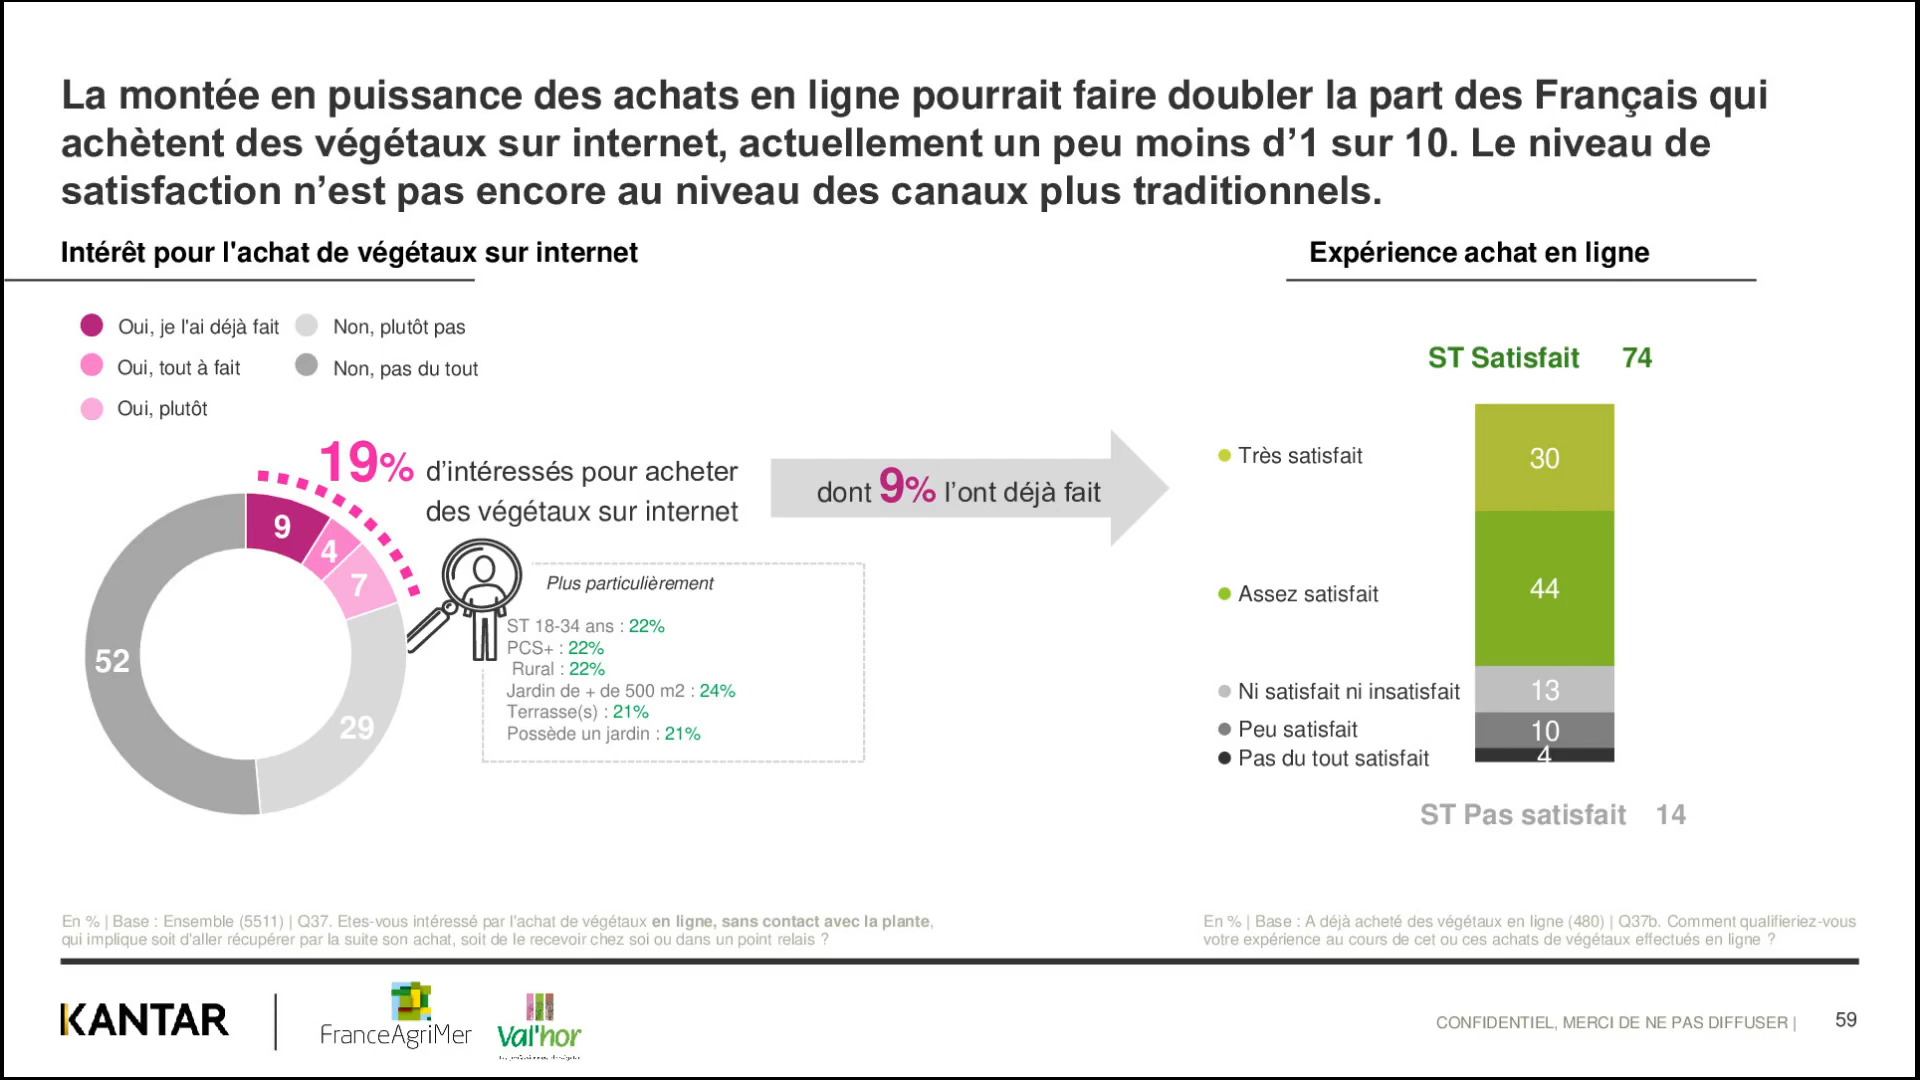 La montée en puissance des achats en ligne pourrait faire doubler la part des Français qui
achètent des végétaux sur internet, actuellement un peu moins d’1 sur 10. Le niveau de
satisfaction n’est pas encore au niveau des canaux plus traditionnels.
Intérêt pour l'achat de végétaux sur internet
Oui, je l'ai déjà fait
Non, plutôt pas
Oui, tout à fait
Non, pas du tout
Oui, plutôt
19% d’intéressés pour acheter
des végétaux sur internet
dont 9% l’ont déjà fait
9
4
7
29
52
Plus particulièrement
ST 18-34 ans : 22%
PCS+ : 22%
Rural : 22%
Jardin de + de 500 m2 : 24%
Terrasse(s) : 21%
Possède un jardin : 21%
Expérience achat en ligne
ST Satisfait 74
Très satisfait 30
Assez satisfait 44
Ni satisfait ni insatisfait 13
Peu satisfait 10
Pas du tout satisfait 4
ST Pas satisfait 14
En % | Base : Ensemble (5511) | Q37. Etes-vous intéressé par l'achat de végétaux en ligne, sans contact avec la plante,
qui implique soit d'aller récupérer par la suite son achat, soit de le recevoir chez soi ou dans un point relais ?
En % | Base : A déjà acheté des végétaux en ligne (480) | Q37b. Comment qualifieriez-vous
votre expérience au cours de cet ou ces achats de végétaux effectués en ligne ?
KANTAR
FranceAgriMer
Val'hor
CONFIDENTIEL, MERCI DE NE PAS DIFFUSER |
59